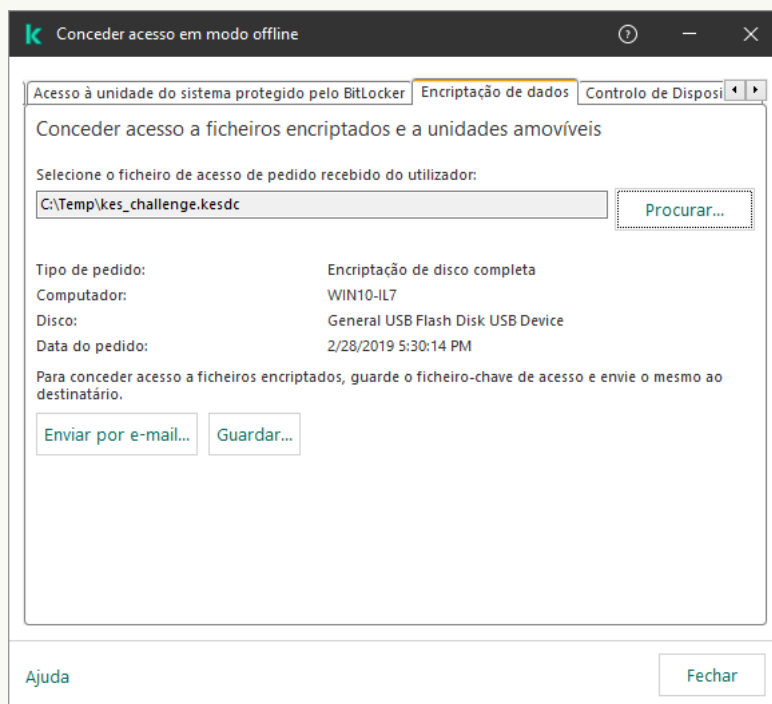 Conceder acesso em modo offline
Acesso à unidade do sistema protegido pelo BitLocker Encriptação de dados Controlo de Disposi
Conceder acesso a ficheiros encriptados e a unidades amovíveis
Selecione o ficheiro de acesso de pedido recebido do utilizador:
C:\Temp\kes_challenge.kesdc Procurar...
Tipo de pedido: Encriptação de disco completa
Computador: WIN10-IL7
Disco: General USB Flash Disk USB Device
Data do pedido: 2/28/2019 5:30:14 PM
Para conceder acesso a ficheiros encriptados, guarde o ficheiro-chave de acesso e envie o mesmo ao
destinatário.
Enviar por e-mail... Guardar...
Ajuda Fechar